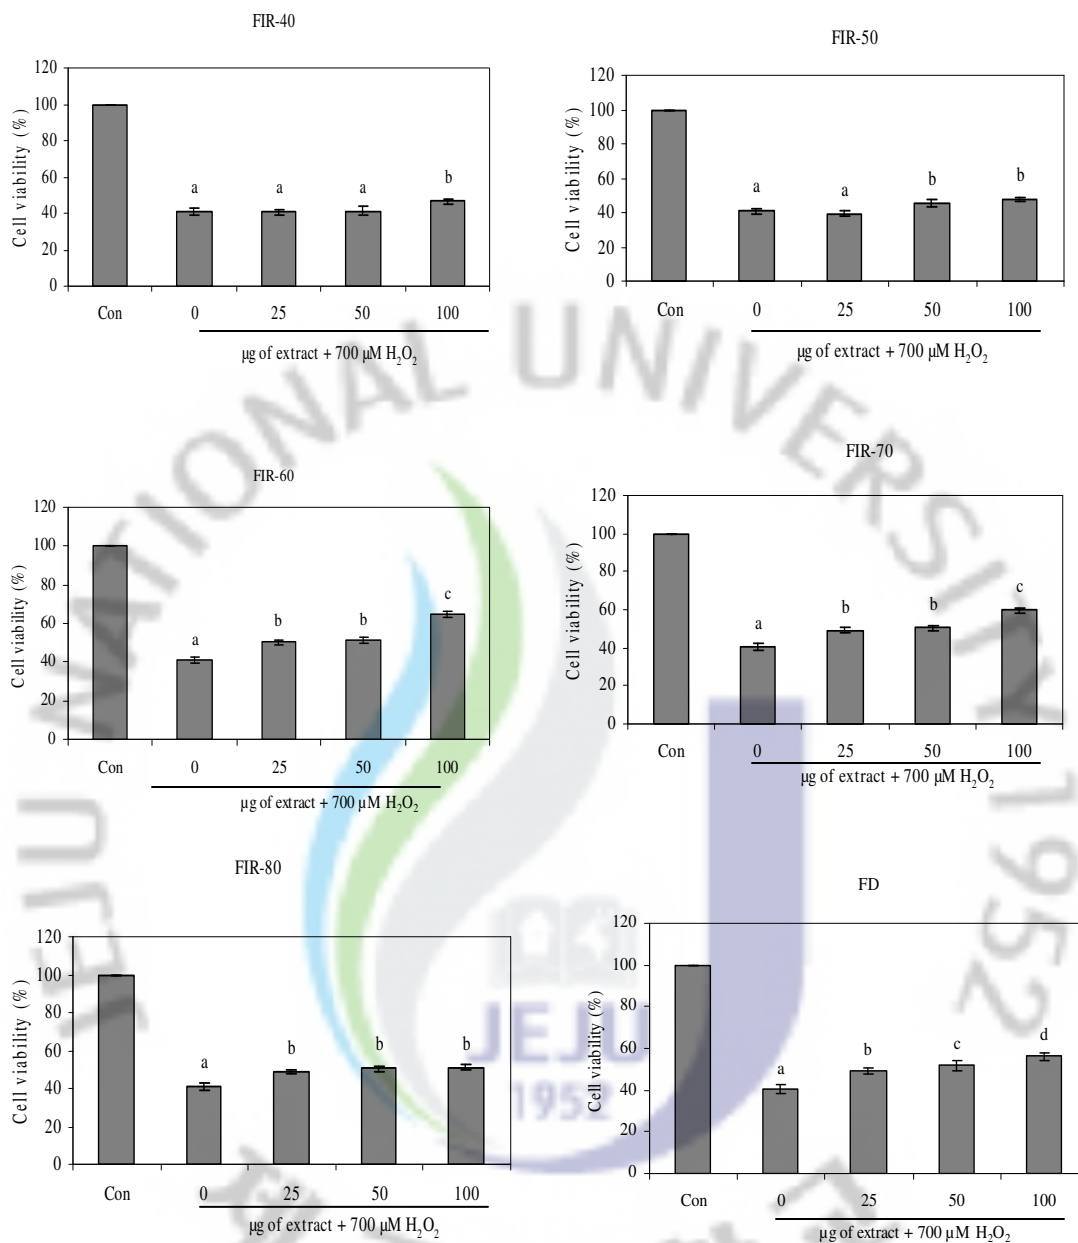 FIR-40
120
100
80
60
40
20
0
Cell viability (%)
a a a b
Con 0 25 50 100
µg of extract + 700 µM H₂O₂
FIR-50
120
100
80
60
40
20
0
Cell viability (%)
a a b b
Con 0 25 50 100
µg of extract + 700 µM H₂O₂
FIR-60
120
100
80
60
40
20
0
Cell viability (%)
a b b c
Con 0 25 50 100
µg of extract + 700 µM H₂O₂
FIR-70
120
100
80
60
40
20
0
Cell viability (%)
a b b c
Con 0 25 50 100
µg of extract + 700 µM H₂O₂
FIR-80
120
100
80
60
40
20
0
Cell viability (%)
a b b b
Con 0 25 50 100
µg of extract + 700 µM H₂O₂
FD
120
100
80
60
40
20
0
Cell viability (%)
a b c d
Con 0 25 50 100
µg of extract + 700 µM H₂O₂
JEJU NATIONAL UNIVERSITY 1952
JEJU
1952